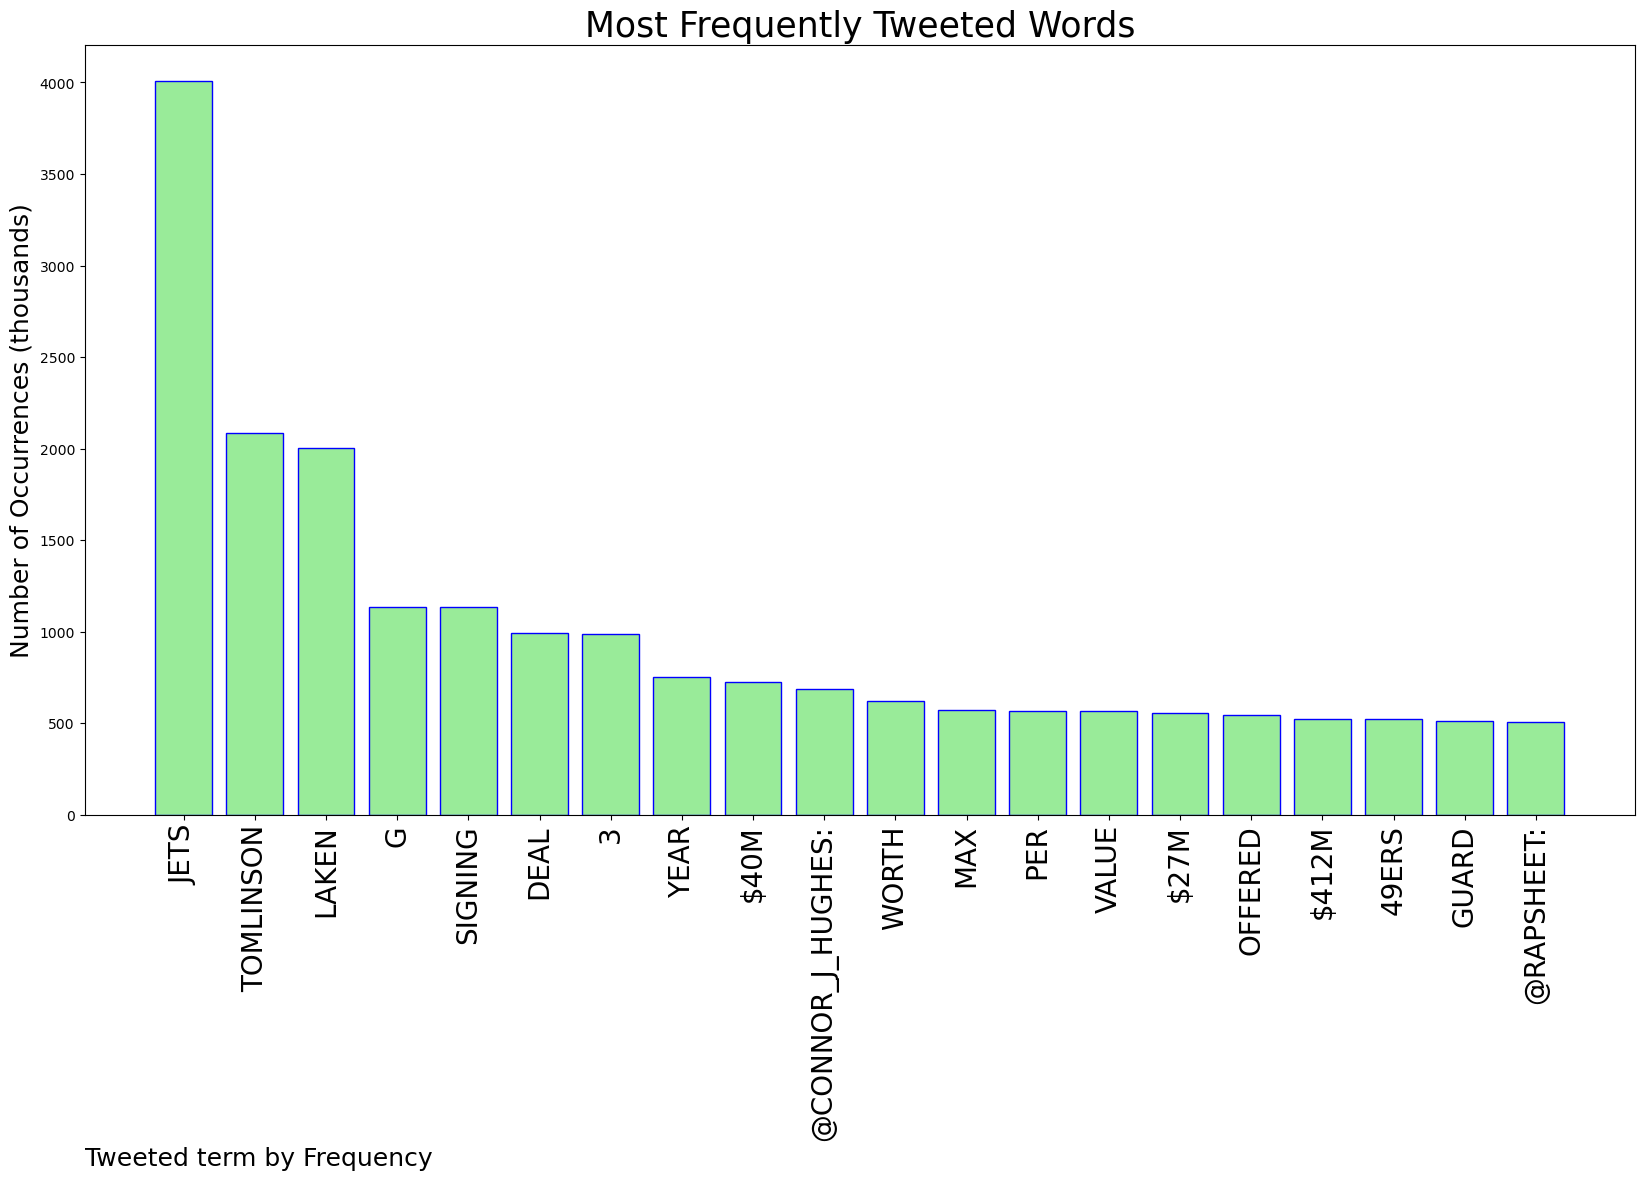 Most Frequently Tweeted Words
Number of Occurrences (thousands)
4000
3500
3000
2500
2000
1500
1000
500
0
JETS
TOMLINSON
LAKEN
G
SIGNING
DEAL
3
YEAR
$40M
@CONNOR_J_HUGHES:
WORTH
MAX
PER
VALUE
$27M
OFFERED
$412M
49ERS
GUARD
@RAPSHEET:
Tweeted term by Frequency